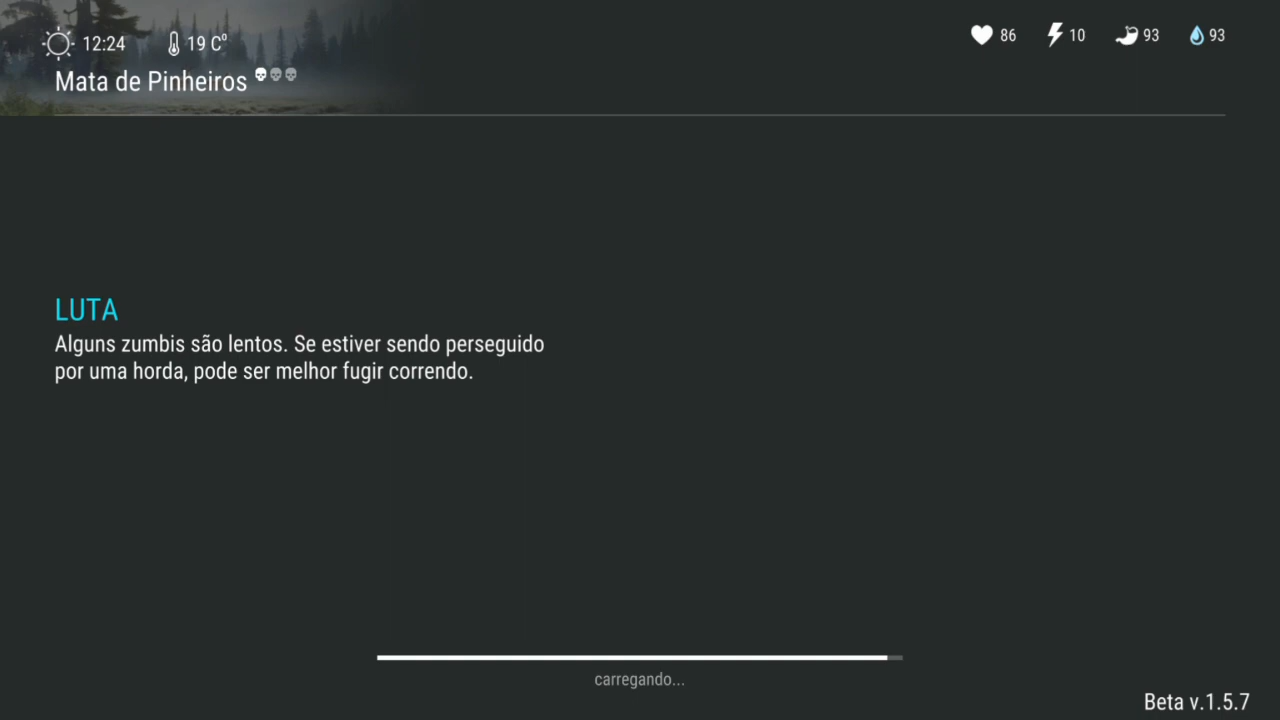 12:24 19 Cº 86 10 93 93
Mata de Pinheiros
LUTA
Alguns zumbis são lentos. Se estiver sendo perseguido
por uma horda, pode ser melhor fugir correndo.
carregando...
Beta v.1.5.7